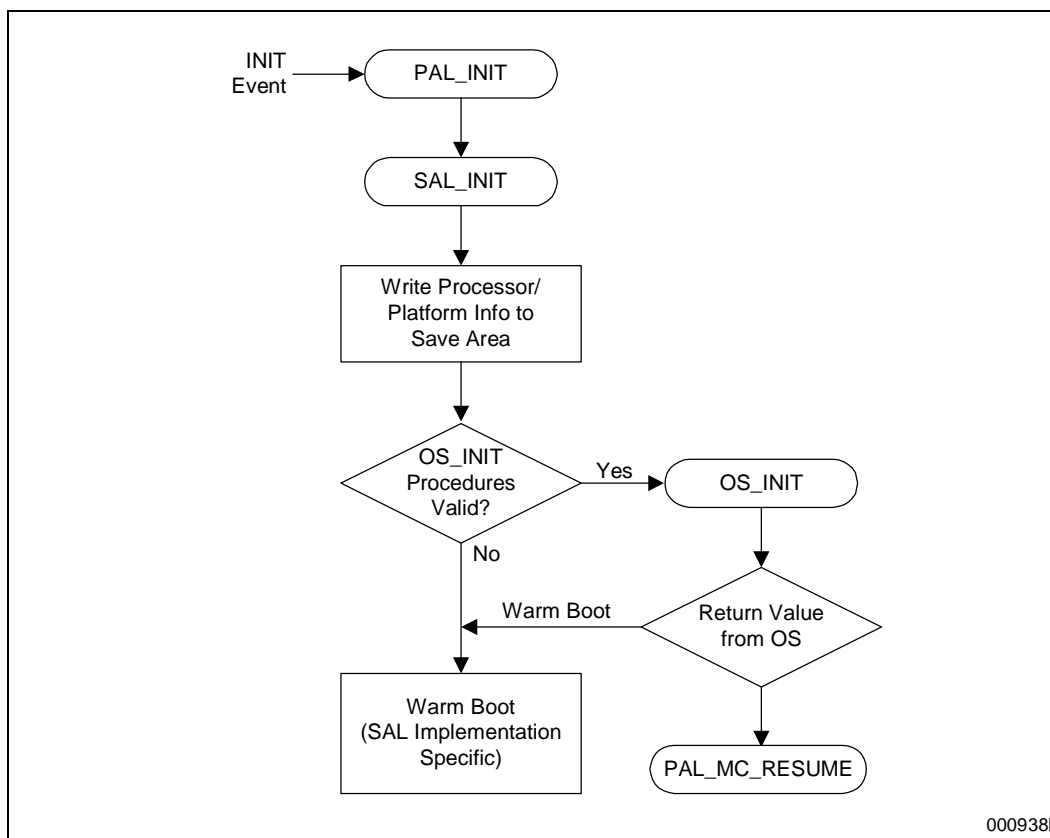 INIT
Event
PAL_INIT
SAL_INIT
Write Processor/
Platform Info to
Save Area
OS_INIT
Procedures
Valid?
Yes
OS_INIT
No
Warm Boot
Return Value
from OS
Warm Boot
(SAL Implementation
Specific)
PAL_MC_RESUME
000938